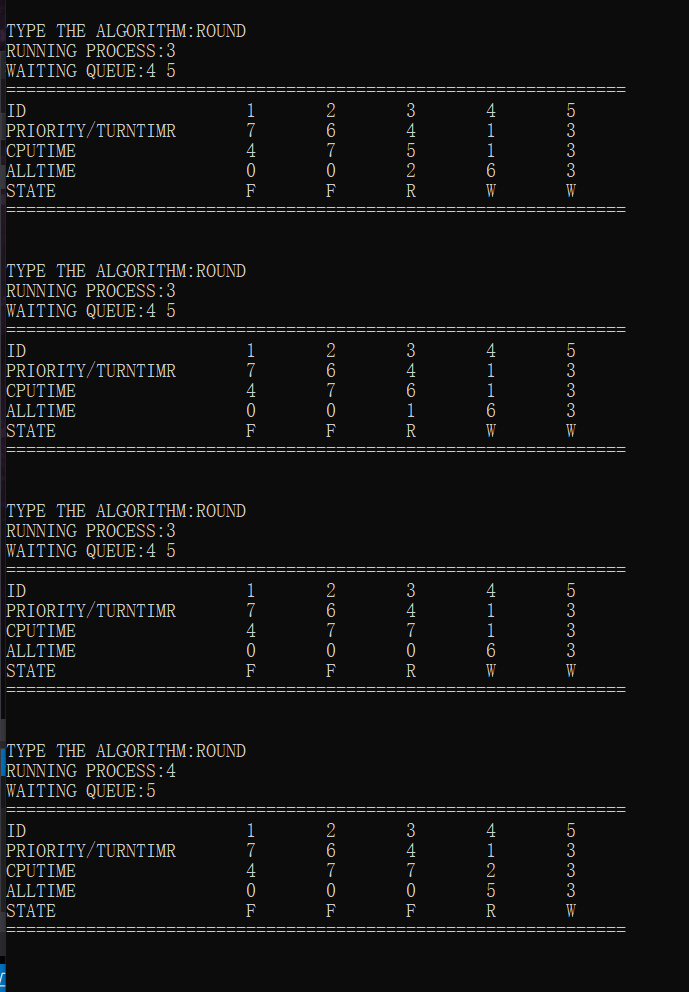 TYPE THE ALGORITHM:ROUND
RUNNING PROCESS:3
WAITING QUEUE:4 5
==============================================================
ID 1 2 3 4 5
PRIORITY/TURNTIMR 7 6 4 1 3
CPUTIME 4 7 5 1 3
ALLTIME 0 0 2 6 3
STATE F F R W W
==============================================================
TYPE THE ALGORITHM:ROUND
RUNNING PROCESS:3
WAITING QUEUE:4 5
==============================================================
ID 1 2 3 4 5
PRIORITY/TURNTIMR 7 6 4 1 3
CPUTIME 4 7 6 1 3
ALLTIME 0 0 1 6 3
STATE F F R W W
==============================================================
TYPE THE ALGORITHM:ROUND
RUNNING PROCESS:3
WAITING QUEUE:4 5
==============================================================
ID 1 2 3 4 5
PRIORITY/TURNTIMR 7 6 4 1 3
CPUTIME 4 7 7 1 3
ALLTIME 0 0 0 6 3
STATE F F R W W
==============================================================
TYPE THE ALGORITHM:ROUND
RUNNING PROCESS:4
WAITING QUEUE:5
==============================================================
ID 1 2 3 4 5
PRIORITY/TURNTIMR 7 6 4 1 3
CPUTIME 4 7 7 2 3
ALLTIME 0 0 0 5 3
STATE F F F R W
==============================================================